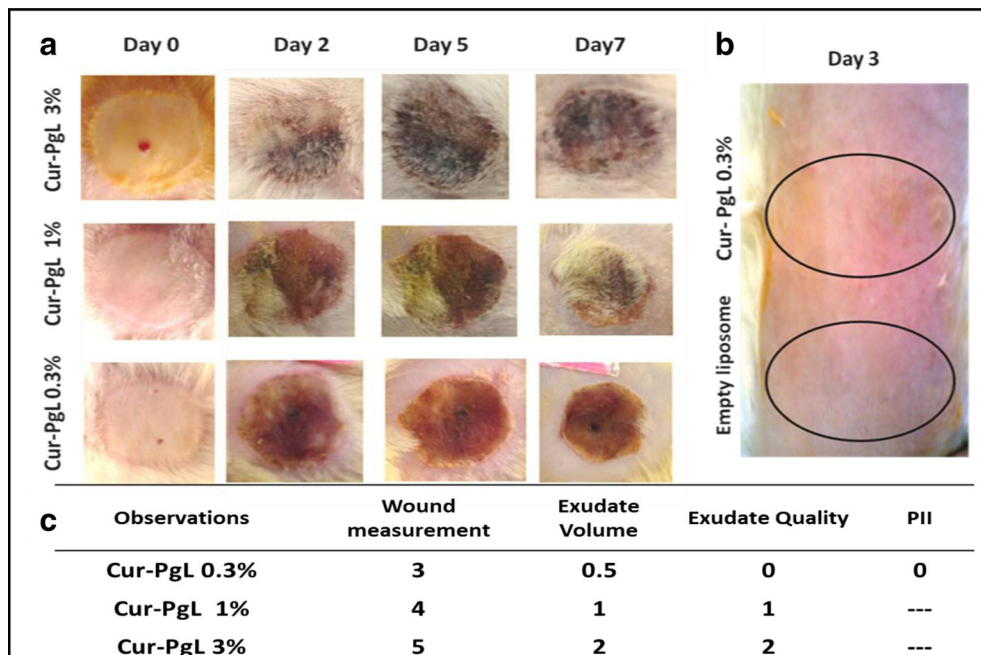 a
Day 0
Day 2
Day 5
Day7
b
Day 3
Cur-PgL 3%
Cur-PgL 1%
Cur-PgL 0.3%
Cur- PgL 0.3%
Empty liposome
c
Observations
Wound
measurement
Exudate
Volume
Exudate Quality
PII
Cur-PgL 0.3% 3 0.5 0 0
Cur-PgL 1% 4 1 1 ---
Cur-PgL 3% 5 2 2 ---